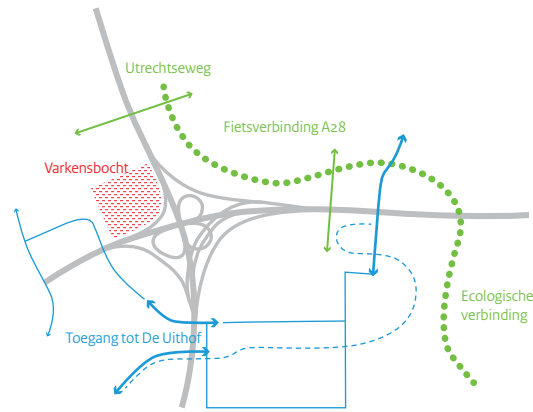 Utrechtseweg
Fietsverbinding A28
Varkensbocht
Ecologische
verbinding
Toegang tot De Uithof